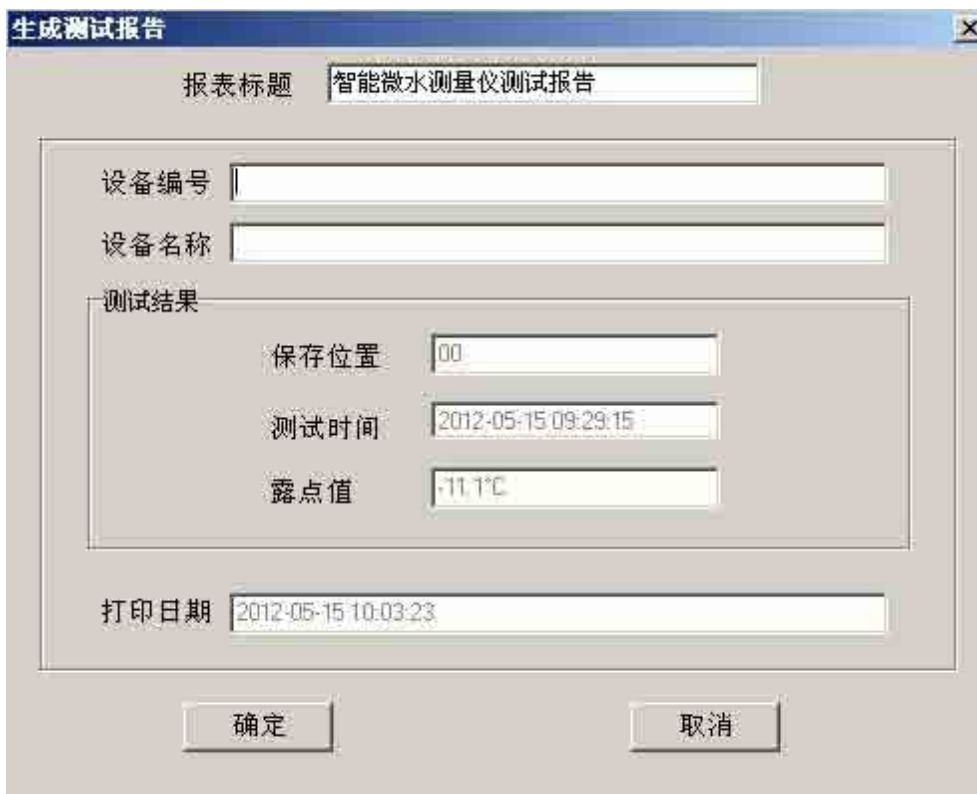 生成测试报告
报表标题 智能微水测量仪测试报告
设备编号
设备名称
测试结果
保存位置 00
测试时间 2012-05-15 09:29:15
露点值 -11.1°C
打印日期 2012-05-15 10:03:23
确定 取消